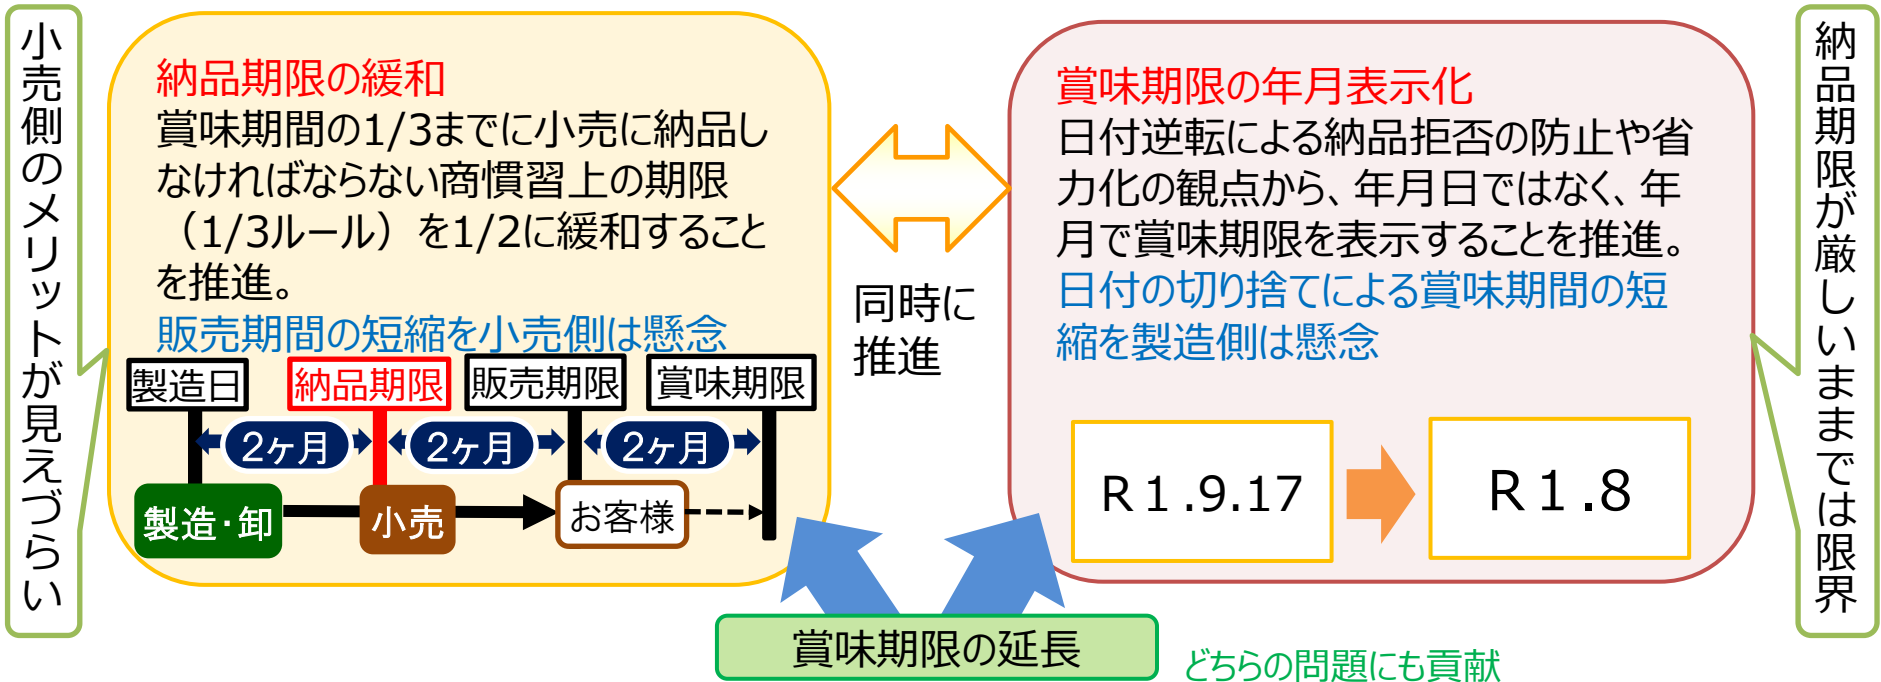 小売側のメリットが見えづらい
納品期限の緩和
賞味期間の1/3までに小売に納品し
なければならない商慣習上の期限
（1/3ルール）を1/2に緩和すること
を推進。
販売期間の短縮を小売側は懸念
製造日
納品期限
販売期限
賞味期限
2ヶ月
2ヶ月
2ヶ月
製造･卸
小売
お客様
同時に
推進
賞味期限の年月表示化
日付逆転による納品拒否の防止や省
力化の観点から、年月日ではなく、年
月で賞味期限を表示することを推進。
日付の切り捨てによる賞味期間の短
縮を製造側は懸念
R１.9.17
R１.8
納品期限が厳しいままでは限界
賞味期限の延長
どちらの問題にも貢献